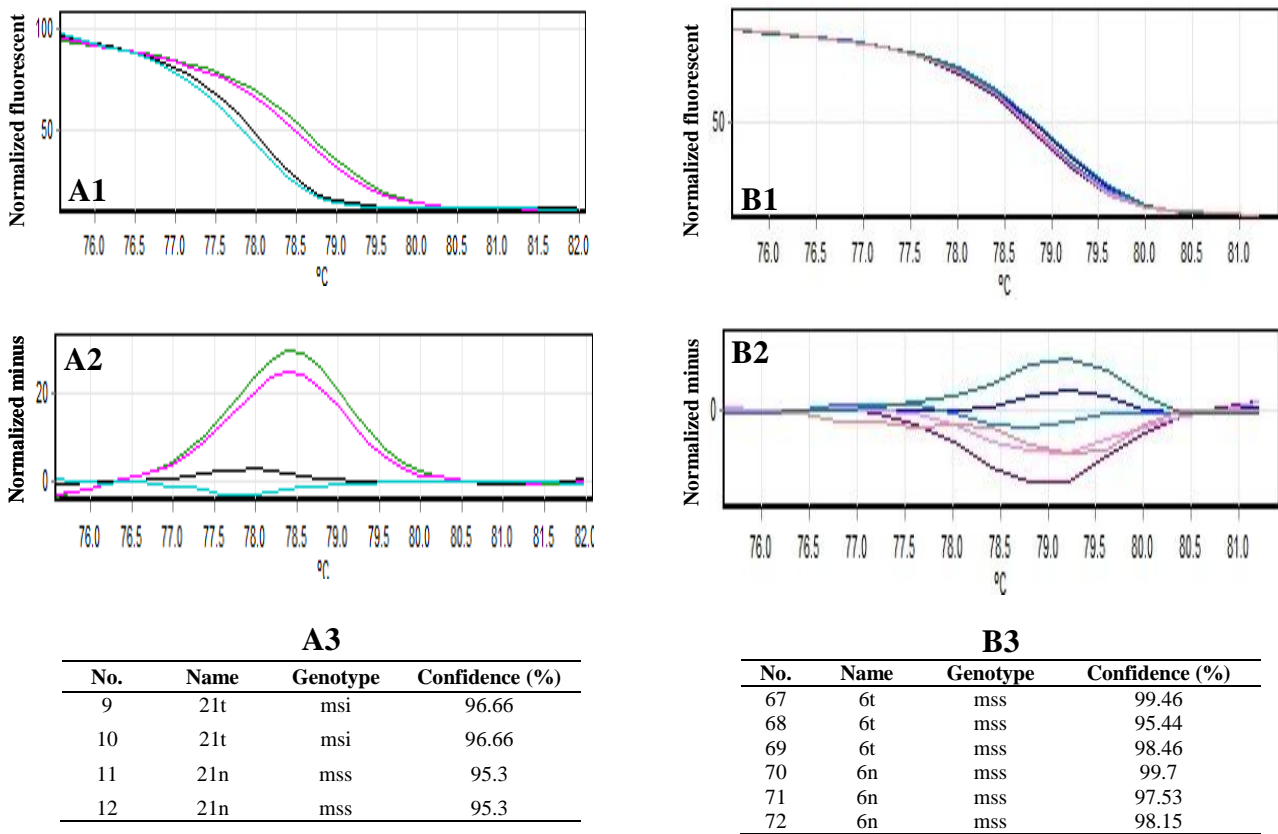 Normalized fluorescent
100
50
A1
76.0 76.5 77.0 77.5 78.0 78.5 79.0 79.5 80.0 80.5 81.0 81.5 82.0
ºC
Normalized fluorescent
50
B1
76.0 76.5 77.0 77.5 78.0 78.5 79.0 79.5 80.0 80.5 81.0
ºC
Normalized minus
A2
20
0
76.0 76.5 77.0 77.5 78.0 78.5 79.0 79.5 80.0 80.5 81.0 81.5 82.0
ºC
Normalized minus
B2
0
76.0 76.5 77.0 77.5 78.0 78.5 79.0 79.5 80.0 80.5 81.0
ºC
A3
No. Name Genotype Confidence (%)
9 21t msi 96.66
10 21t msi 96.66
11 21n mss 95.3
12 21n mss 95.3
B3
No. Name Genotype Confidence (%)
67 6t mss 99.46
68 6t mss 95.44
69 6t mss 98.46
70 6n mss 99.7
71 6n mss 97.53
72 6n mss 98.15